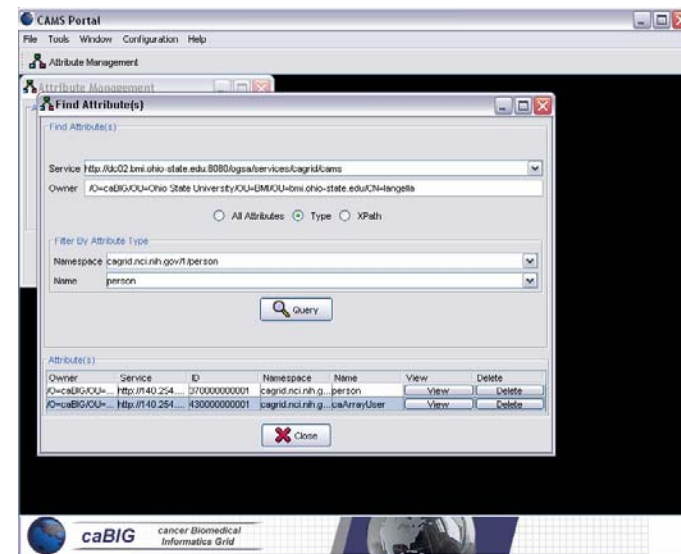 CAMS Portal
File Tools Window Configuration Help
Attribute Management
Attribute Management
Find Attribute(s)
Find Attribute(s)
Service http://dc02.bmi.ohio-state.edu:8080/ogsa/services/cagrid/cams
Owner /O=caBIG/OU=Ohio State University/OU=BMI/OU=bmi.ohio-state.edu/CN=langella
All Attributes Type XPath
Filter By Attribute Type
Namespace cagrid.nci.nih.gov/1/person
Name person
Query
Attribute(s)
Owner Service ID Namespace Name View Delete
/O=caBIG/OU=... http://140.254.... 070000000001 cagrid.nci.nih.g... person View Delete
/O=caBIG/OU=... http://140.254.... 430000000001 cagrid.nci.nih.g... caArrayUser View Delete
Close
caBIG cancer Biomedical
Informatics Grid